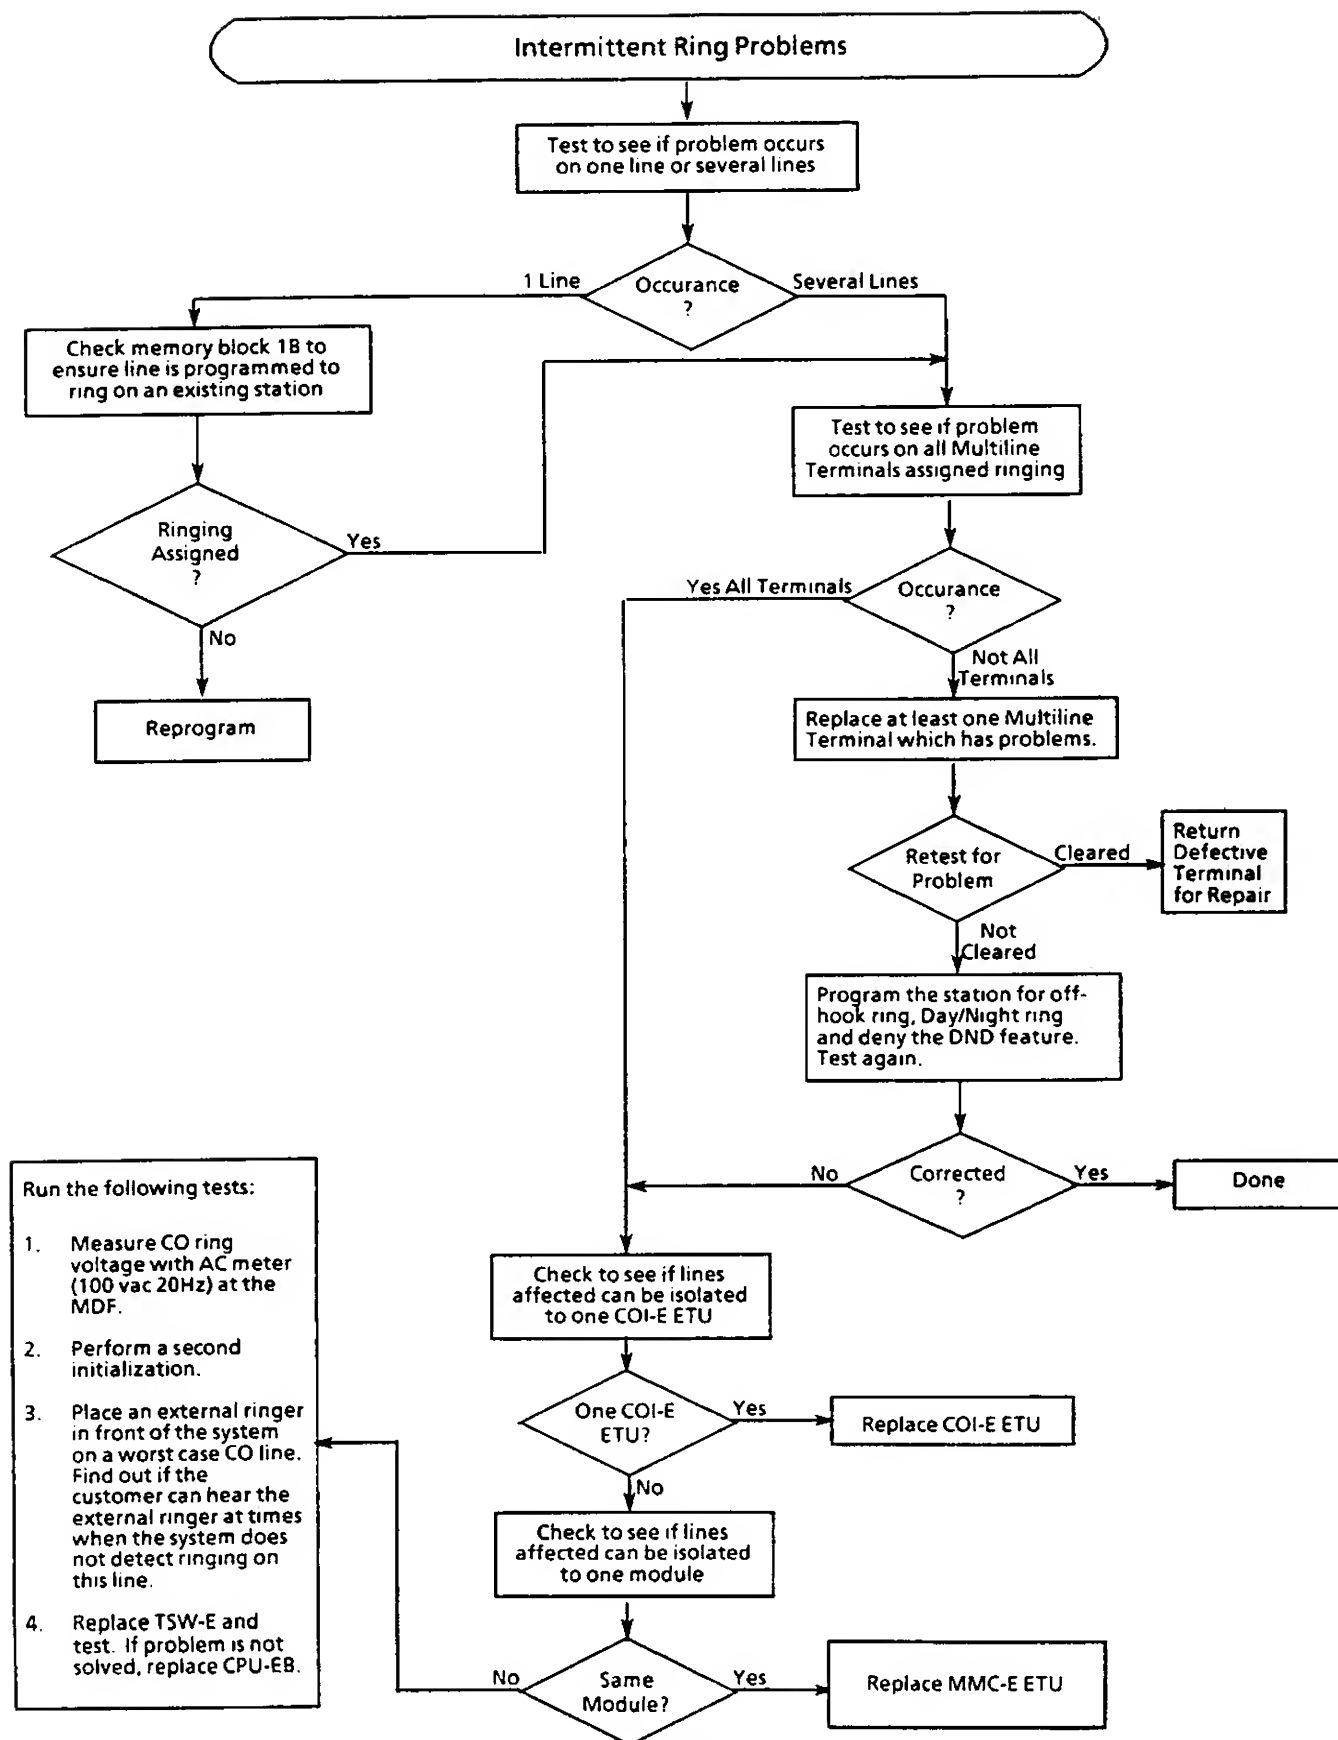 Intermittent Ring Problems
Test to see if problem occurs
on one line or several lines
1 Line
Occurance
?
Several Lines
Check memory block 1B to
ensure line is programmed to
ring on an existing station
Test to see if problem
occurs on all Multiline
Terminals assigned ringing
Ringing
Assigned
?
Yes
No
Reprogram
Yes All Terminals
Occurance
?
Not All
Terminals
Replace at least one Multiline
Terminal which has problems.
Retest for
Problem
Cleared
Return
Defective
Terminal
for Repair
Not
Cleared
Program the station for off-
hook ring, Day/Night ring
and deny the DND feature.
Test again.
No
Corrected
?
Yes
Done
Run the following tests:
1. Measure CO ring
voltage with AC meter
(100 vac 20Hz) at the
MDF.
2. Perform a second
initialization.
3. Place an external ringer
in front of the system
on a worst case CO line.
Find out if the
customer can hear the
external ringer at times
when the system does
not detect ringing on
this line.
4. Replace TSW-E and
test. If problem is not
solved, replace CPU-EB.
Check to see if lines
affected can be isolated
to one COI-E ETU
One COI-E
ETU?
Yes
Replace COI-E ETU
No
Check to see if lines
affected can be isolated
to one module
No
Same
Module?
Yes
Replace MMC-E ETU